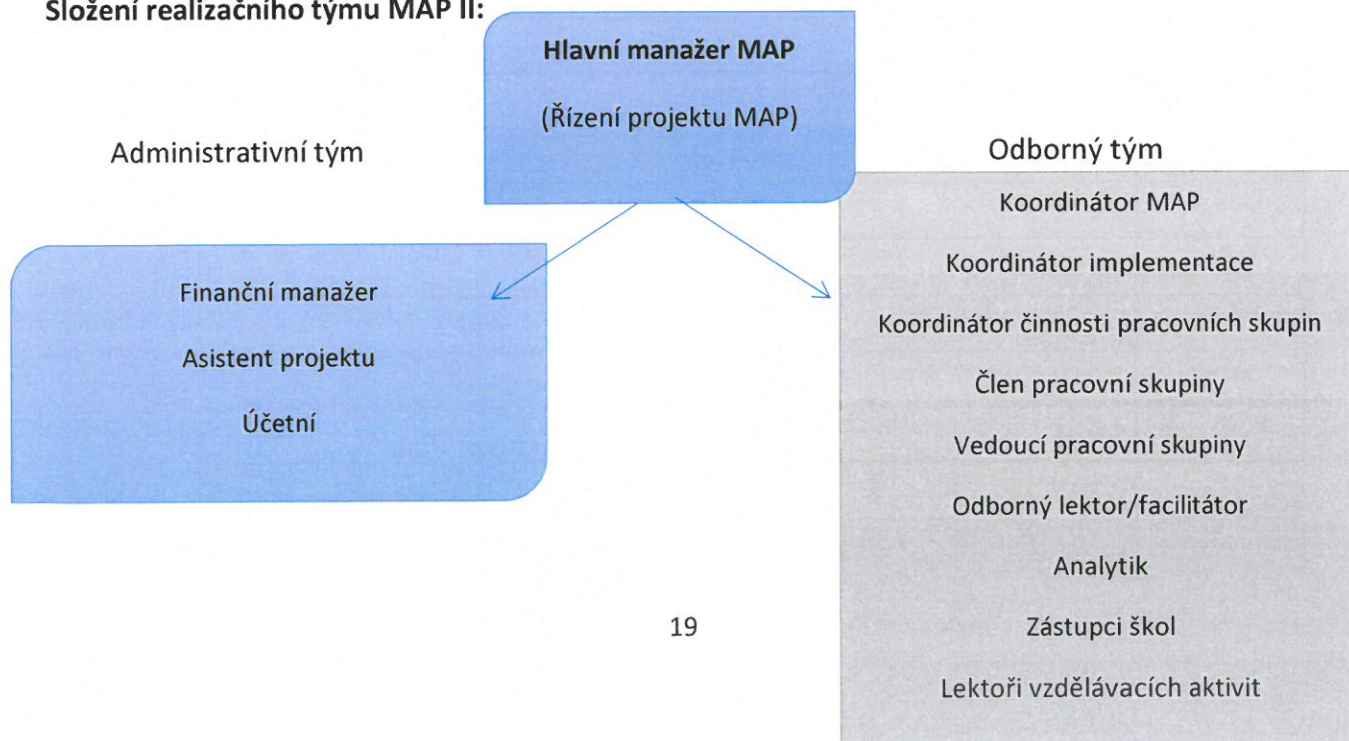 Složení realizačního týmu MAP II:
Hlavní manažer MAP
(Řízení projektu MAP)
Administrativní tým
Finanční manažer
Asistent projektu
Účetní
Odborný tým
Koordinátor MAP
Koordinátor implementace
Koordinátor činnosti pracovních skupin
Člen pracovní skupiny
Vedoucí pracovní skupiny
Odborný lektor/facilitátor
Analytik
Zástupci škol
Lektoři vzdělávacích aktivit
19